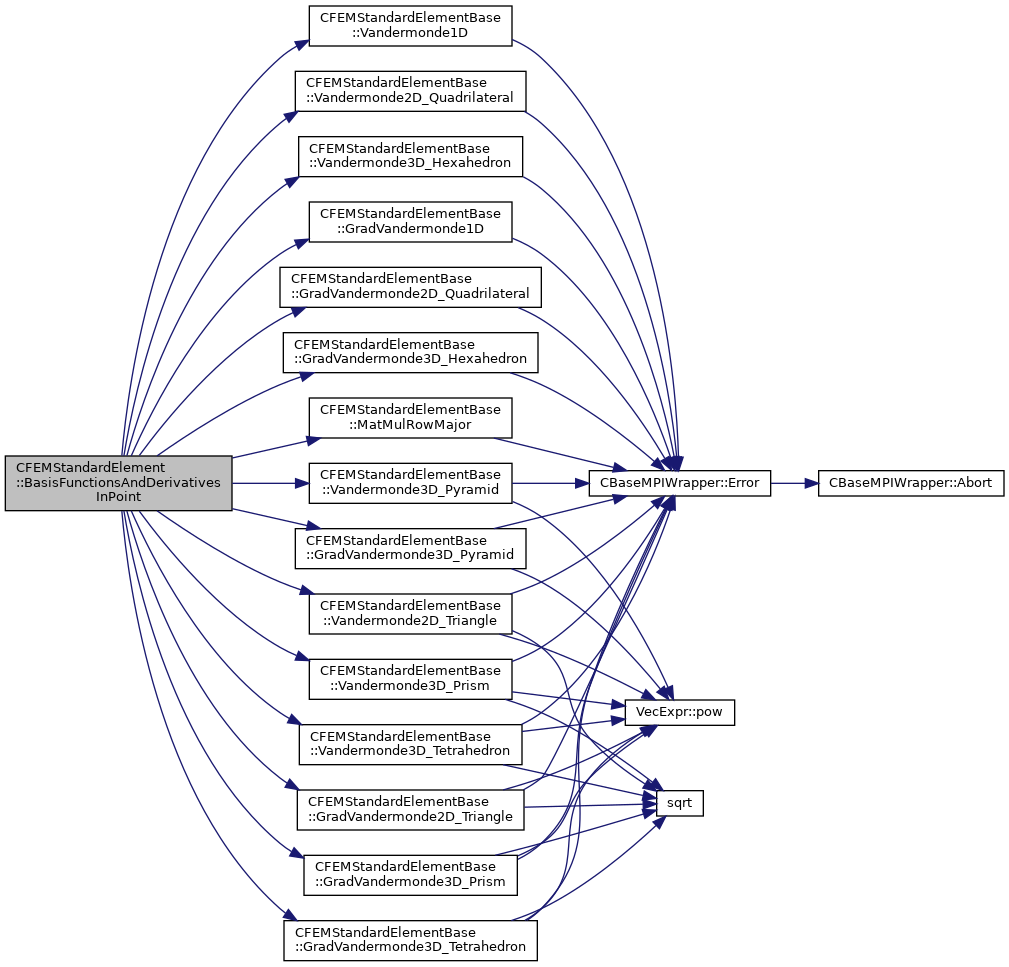 CFEMStandardElement
::BasisFunctionsAndDerivatives
InPoint
CFEMStandardElementBase
::Vandermonde1D
CFEMStandardElementBase
::Vandermonde2D_Quadrilateral
CFEMStandardElementBase
::Vandermonde3D_Hexahedron
CFEMStandardElementBase
::GradVandermonde1D
CFEMStandardElementBase
::GradVandermonde2D_Quadrilateral
CFEMStandardElementBase
::GradVandermonde3D_Hexahedron
CFEMStandardElementBase
::MatMulRowMajor
CFEMStandardElementBase
::Vandermonde3D_Pyramid
CFEMStandardElementBase
::GradVandermonde3D_Pyramid
CFEMStandardElementBase
::Vandermonde2D_Triangle
CFEMStandardElementBase
::Vandermonde3D_Prism
CFEMStandardElementBase
::Vandermonde3D_Tetrahedron
CFEMStandardElementBase
::GradVandermonde2D_Triangle
CFEMStandardElementBase
::GradVandermonde3D_Prism
CFEMStandardElementBase
::GradVandermonde3D_Tetrahedron
CBaseMPIWrapper::Error
CBaseMPIWrapper::Abort
VecExpr::pow
sqrt